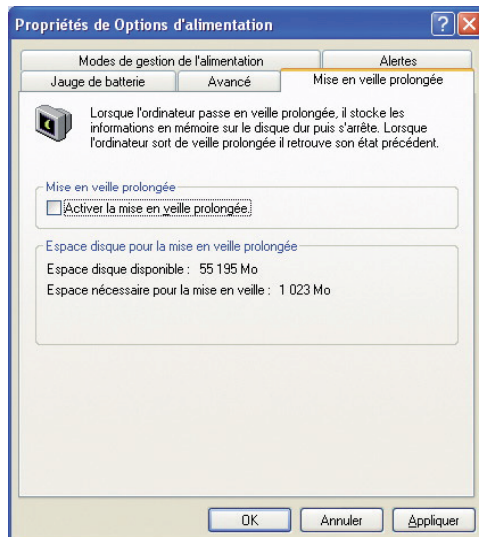 Propriétés de Options d'alimentation
Modes de gestion de l'alimentation Alertes
Jauge de batterie Avancé Mise en veille prolongée
Lorsque l'ordinateur passe en veille prolongée, il stocke les
informations en mémoire sur le disque dur puis s'arrête. Lorsque
l'ordinateur sort de veille prolongée il retrouve son état précédent.
Mise en veille prolongée
Activer la mise en veille prolongée.
Espace disque pour la mise en veille prolongée
Espace disque disponible : 55 195 Mo
Espace nécessaire pour la mise en veille : 1 023 Mo
OK Annuler Appliquer